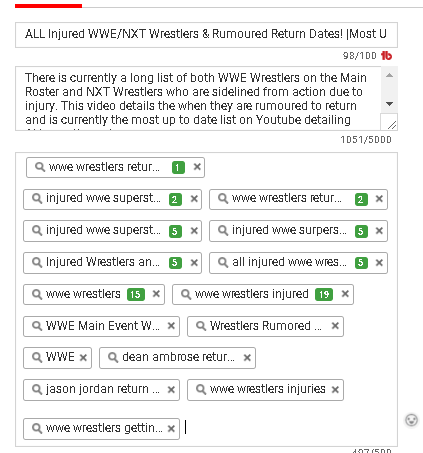 ALL Injured WWE/NXT Wrestlers & Rumoured Return Dates! |Most U
98/100 tb
There is currently a long list of both WWE Wrestlers on the Main
Roster and NXT Wrestlers who are sidelined from action due to
injury. This video details the when they are rumoured to return
and is currently the most up to date list on Youtube detailing
1051/5000
wwe wrestlers retur... 1 ×
injured wwe superst... 2 × wwe wrestlers retur... 2 ×
injured wwe superst... 5 × injured wwe surpers... 5 ×
Injured Wrestlers an... 5 × all injured wwe wres... 5 ×
wwe wrestlers 15 × wwe wrestlers injured 19 ×
WWE Main Event W... × Wrestlers Rumored ... ×
WWE × dean ambrose retur... ×
jason jordan return ... × wwe wrestlers injuries ×
wwe wrestlers gettin... ×
497/500